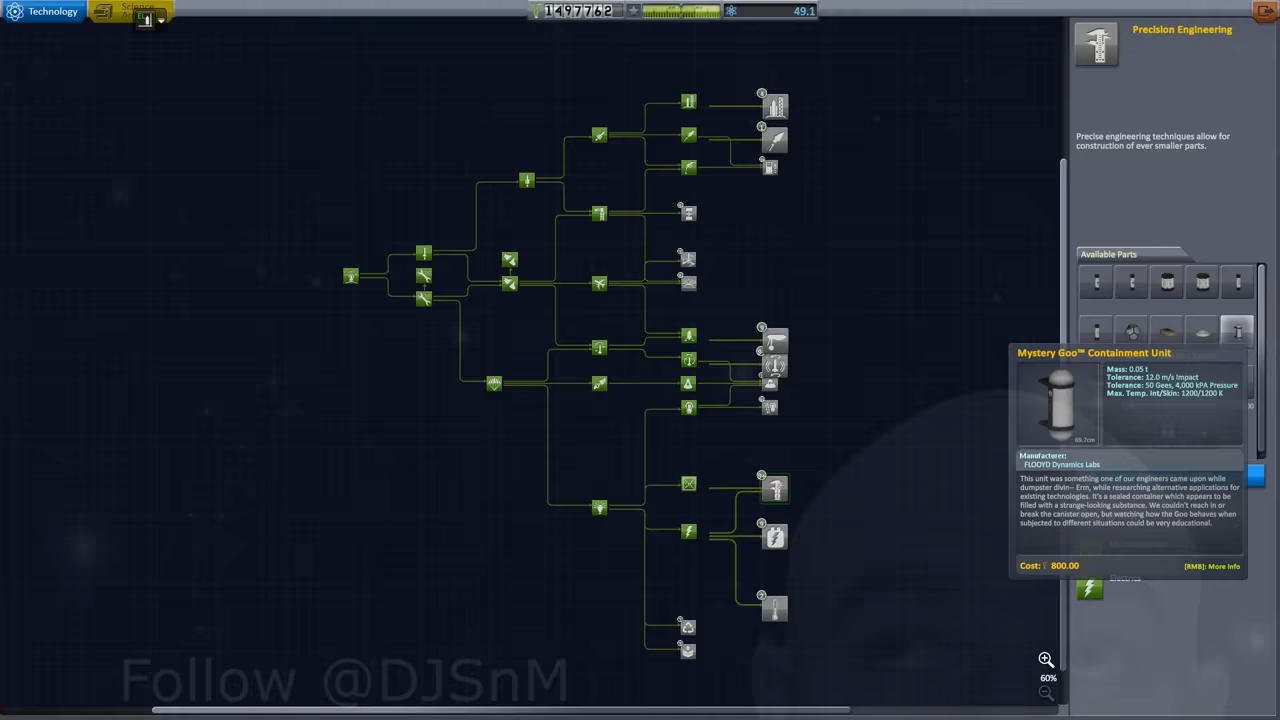 Technology
Science
1497762
49.1
Precision Engineering
Precise engineering techniques allow for
construction of ever smaller parts.
Available Parts
Mystery Goo™ Containment Unit
Mass: 0.05 t
Tolerance: 12.0 m/s Impact
Tolerance: 50 Gees, 4,000 kPa Pressure
Max. Temp. Int/Skin: 1200/1200 K
69.7cm
Manufacturer:
FLOOYD Dynamics Labs
This unit was something one of our engineers came upon while
dumpster divin-- Erm, while researching alternative applications for
existing technologies. It's a sealed container which appears to be
filled with a strange-looking substance. We couldn't reach in or
break the canister open, but watching how the Goo behaves when
subjected to different situations could be very educational.
Cost: 800.00
[RMB]: More Info
Electrics
60%
Follow @DJSnM